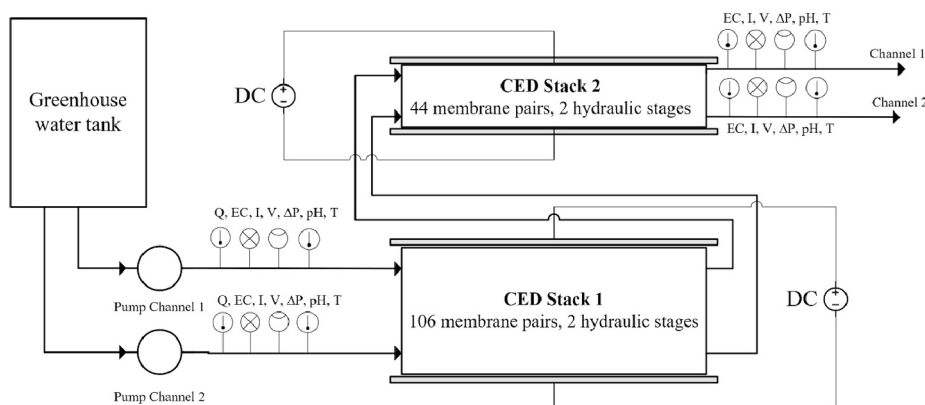 Greenhouse
water tank
DC
CED Stack 2
44 membrane pairs, 2 hydraulic stages
EC, I, V, ΔP, pH, T
Channel 1
Channel 2
EC, I, V, ΔP, pH, T
Q, EC, I, V, ΔP, pH, T
Pump Channel 1
Q, EC, I, V, ΔP, pH, T
Pump Channel 2
CED Stack 1
106 membrane pairs, 2 hydraulic stages
DC